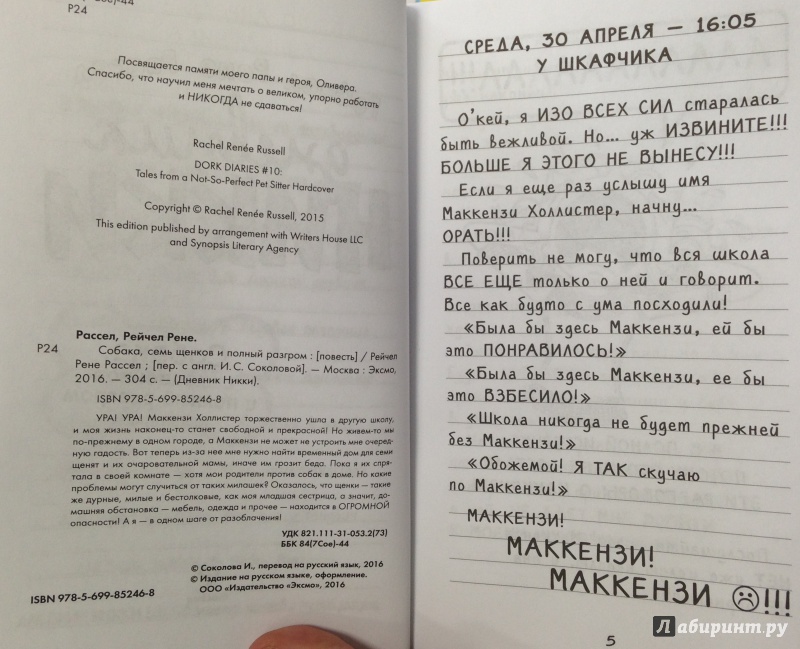 Р24
Посвящается памяти моего папы и героя, Оливера.
Спасибо, что научил меня мечтать о великом, упорно работать
и НИКОГДА не сдаваться!
Rachel Renée Russell
DORK DIARIES #10:
Tales from a Not-So-Perfect Pet Sitter Hardcover
Copyright © Rachel Renée Russell, 2015
This edition published by arrangement with Writers House LLC
and Synopsis Literary Agency
Рассел, Рейчел Рене.
Р24 Собака, семь щенков и полный разгром : [повесть] / Рейчел
Рене Рассел ; [пер. с англ. И. С. Соколовой]. — Москва : Эксмо,
2016. — 304 с. — (Дневник Никки).
ISBN 978-5-699-85246-8
УРА! УРА! Маккензи Холлистер торжественно ушла в другую школу,
и моя жизнь наконец-то станет свободной и прекрасной! Но живем-то мы
по-прежнему в одном городе, а Маккензи не может не устроить мне очеред-
ную гадость. Вот теперь из-за нее мне нужно найти временный дом для семи
щенят и их очаровательной мамы, иначе им грозит беда. Пока я их спря-
тала в своей комнате — хотя мои родители против собак в доме. Но какие
проблемы могут случиться от таких милашек? Оказалось, что щенки — такие
же дурные, милые и бестолковые, как моя младшая сестрица, а значит, до-
машняя обстановка — мебель, одежда и прочее — находится в ОГРОМНОЙ
опасности! А я — в одном шаге от разоблачения!
УДК 821.111-31-053.2(73)
ББК 84(7Сое)-44
© Соколова И., перевод на русский язык, 2016
© Издание на русском языке, оформление.
ООО «Издательство «Эксмо», 2016
ISBN 978-5-699-85246-8
СРЕДА, 30 АПРЕЛЯ — 16:05
У ШКАФЧИКА
О'кей, я ИЗО ВСЕХ СИЛ старалась
быть вежливой. Но... уж ИЗВИНИТЕ!!!
БОЛЬШЕ Я ЭТОГО НЕ ВЫНЕСУ!!!
Если я еще раз услышу имя
Маккензи Холлистер, начну...
ОРАТЬ!!!
Поверить не могу, что вся школа
ВСЕ ЕЩЕ только о ней и говорит.
Все как будто с ума посходили!
«Была бы здесь Маккензи, ей бы
это ПОНРАВИЛОСЬ!»
«Была бы здесь Маккензи, ее бы
это ВЗБЕСИЛО!»
«Школа никогда не будет прежней
без Маккензи!»
«Обожемой! Я ТАК скучаю
по Маккензи!»
МАККЕНЗИ!
МАККЕНЗИ!
МАККЕНЗИ ☹!!!
5
Лабиринт.ру